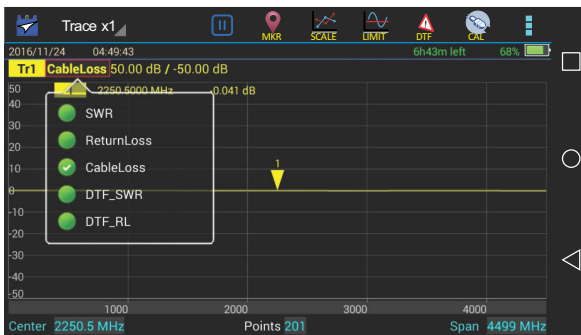 Trace x1
MKR SCALE LIMIT DTF CAL
2016/11/24 04:49:43 6h43m left 68%
Tr1 CableLoss 50.00 dB / -50.00 dB
1 2250.5000 MHz -0.041 dB
SWR
ReturnLoss
CableLoss
DTF_SWR
DTF_RL
50
40
30
20
10
0
-10
-20
-30
-40
-50
1
1000 2000 3000 4000
Center 2250.5 MHz Points 201 Span 4499 MHz